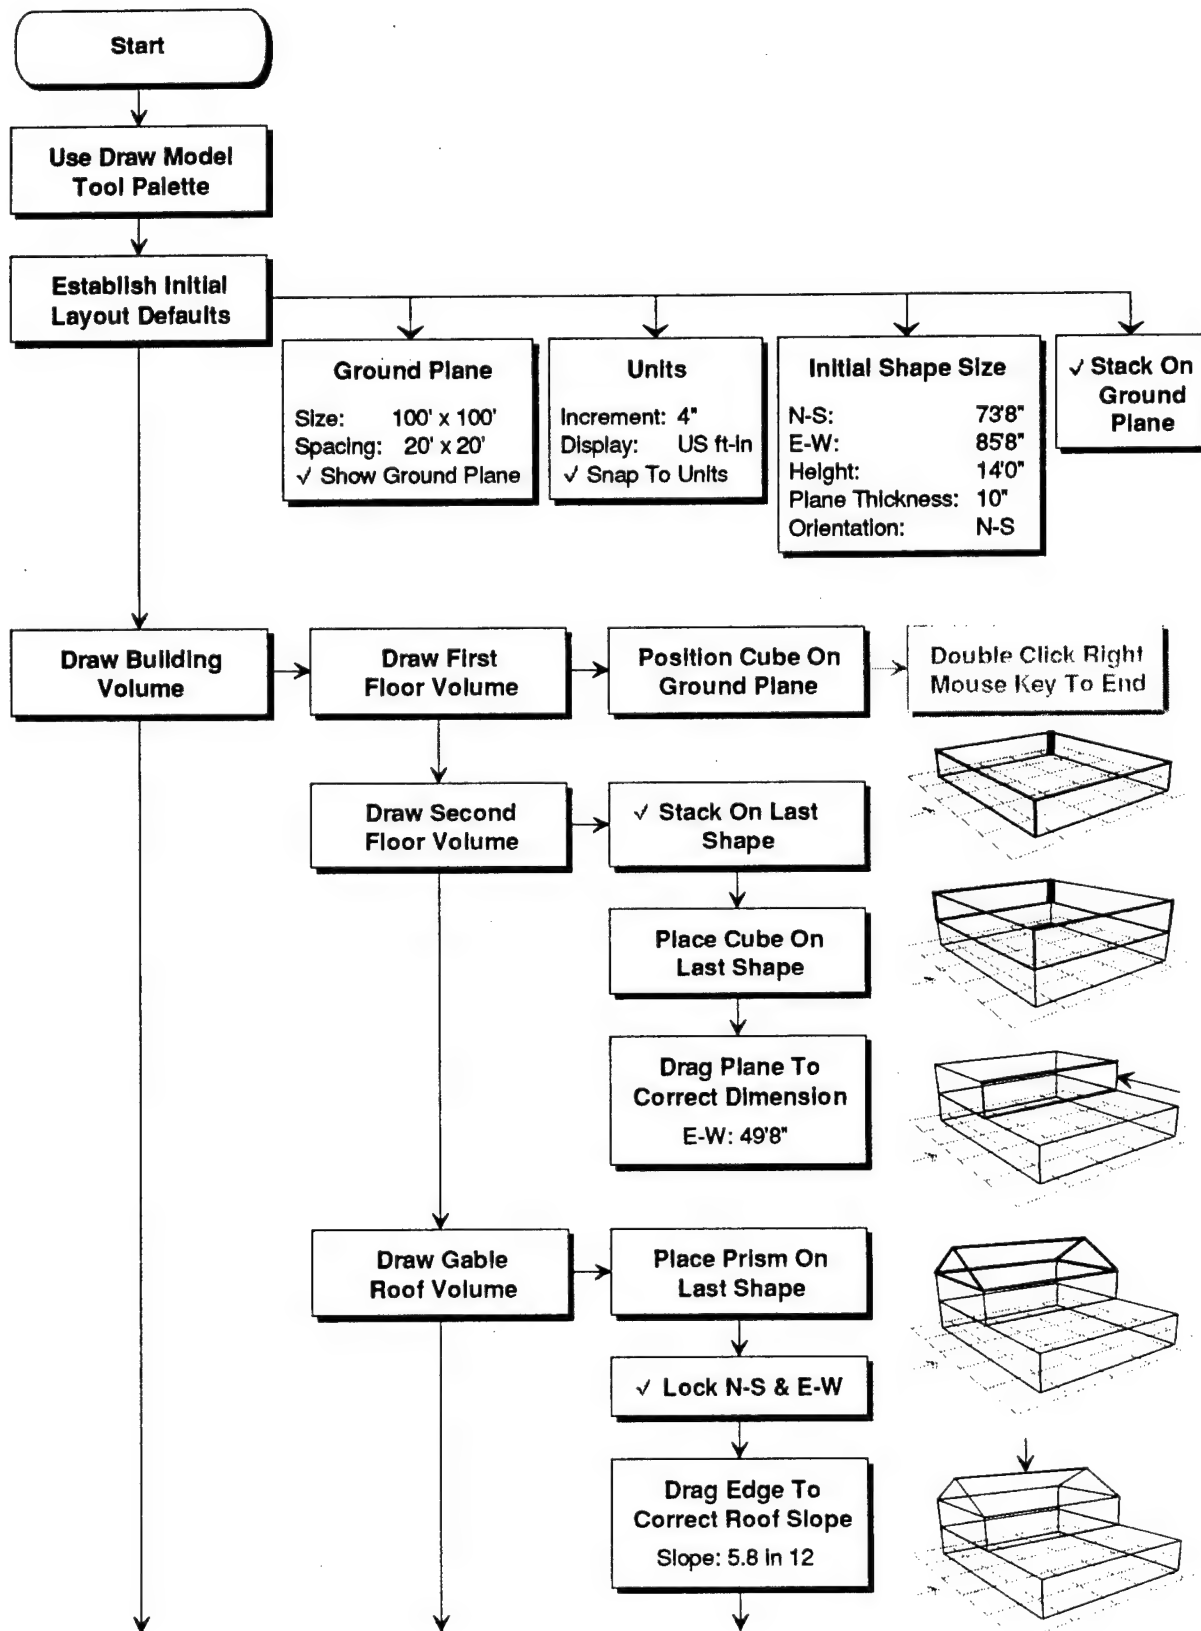 Start
Use Draw Model
Tool Palette
Establish Initial
Layout Defaults
Ground Plane
Size: 100' x 100'
Spacing: 20' x 20'
√ Show Ground Plane
Units
Increment: 4"
Display: US ft-in
√ Snap To Units
Initial Shape Size
N-S: 73'8"
E-W: 85'8"
Height: 14'0"
Plane Thickness: 10"
Orientation: N-S
√ Stack On
Ground
Plane
Draw Building
Volume
Draw First
Floor Volume
Position Cube On
Ground Plane
Double Click Right
Mouse Key To End
Draw Second
Floor Volume
√ Stack On Last
Shape
Place Cube On
Last Shape
Drag Plane To
Correct Dimension
E-W: 49'8"
Draw Gable
Roof Volume
Place Prism On
Last Shape
√ Lock N-S & E-W
Drag Edge To
Correct Roof Slope
Slope: 5.8 in 12